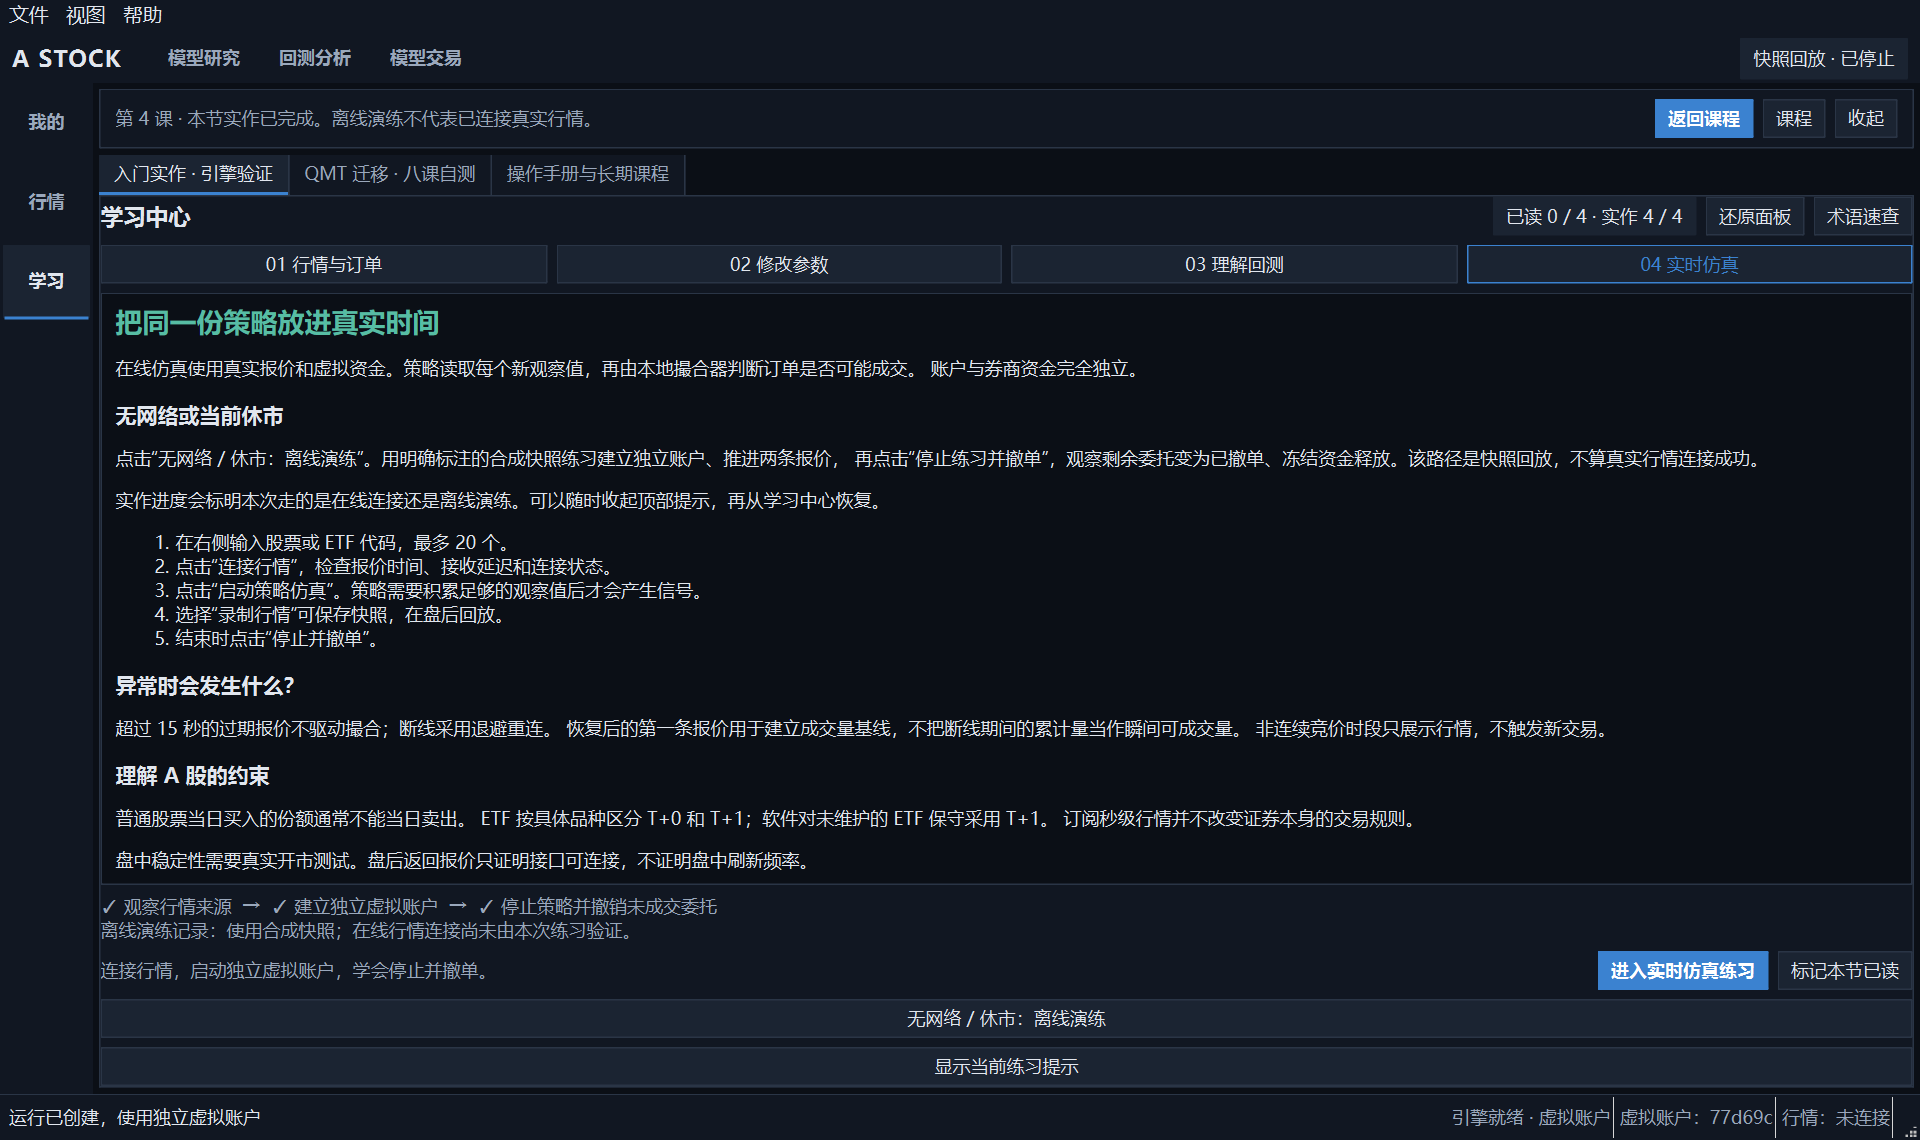 文件 视图 帮助
A STOCK 模型研究 回测分析 模型交易 快照回放 · 已停止
我的
行情
学习
第 4 课 · 本节实作已完成。离线演练不代表已连接真实行情。 返回课程 课程 收起
入门实作 · 引擎验证 QMT 迁移 · 八课自测 操作手册与长期课程
学习中心 已读 0 / 4 · 实作 4 / 4 还原面板 术语速查
01 行情与订单 02 修改参数 03 理解回测 04 实时仿真
把同一份策略放进真实时间
在线仿真使用真实报价和虚拟资金。策略读取每个新观察值，再由本地撮合器判断订单是否可能成交。 账户与券商资金完全独立。
无网络或当前休市
点击“无网络 / 休市：离线演练”。用明确标注的合成快照练习建立独立账户、推进两条报价， 再点击“停止练习并撤单”，观察剩余委托变为已撤单、冻结资金释放。该路径是快照回放，不算真实行情连接成功。
实作进度会标明本次走的是在线连接还是离线演练。可以随时收起顶部提示，再从学习中心恢复。
1. 在右侧输入股票或 ETF 代码，最多 20 个。
2. 点击“连接行情”，检查报价时间、接收延迟和连接状态。
3. 点击“启动策略仿真”。策略需要积累足够的观察值后才会产生信号。
4. 选择“录制行情”可保存快照，在盘后回放。
5. 结束时点击“停止并撤单”。
异常时会发生什么？
超过 15 秒的过期报价不驱动撮合；断线采用退避重连。 恢复后的第一条报价用于建立成交量基线，不把断线期间的累计量当作瞬间可成交量。 非连续竞价时段只展示行情，不触发新交易。
理解 A 股的约束
普通股票当日买入的份额通常不能当日卖出。 ETF 按具体品种区分 T+0 和 T+1；软件对未维护的 ETF 保守采用 T+1。 订阅秒级行情并不改变证券本身的交易规则。
盘中稳定性需要真实开市测试。盘后返回报价只证明接口可连接，不证明盘中刷新频率。
✓ 观察行情来源 → ✓ 建立独立虚拟账户 → ✓ 停止策略并撤销未成交委托
离线演练记录：使用合成快照；在线行情连接尚未由本次练习验证。
连接行情，启动独立虚拟账户，学会停止并撤单。 进入实时仿真练习 标记本节已读
无网络 / 休市：离线演练
显示当前练习提示
运行已创建，使用独立虚拟账户 引擎就绪 · 虚拟账户 虚拟账户：77d69c 行情：未连接